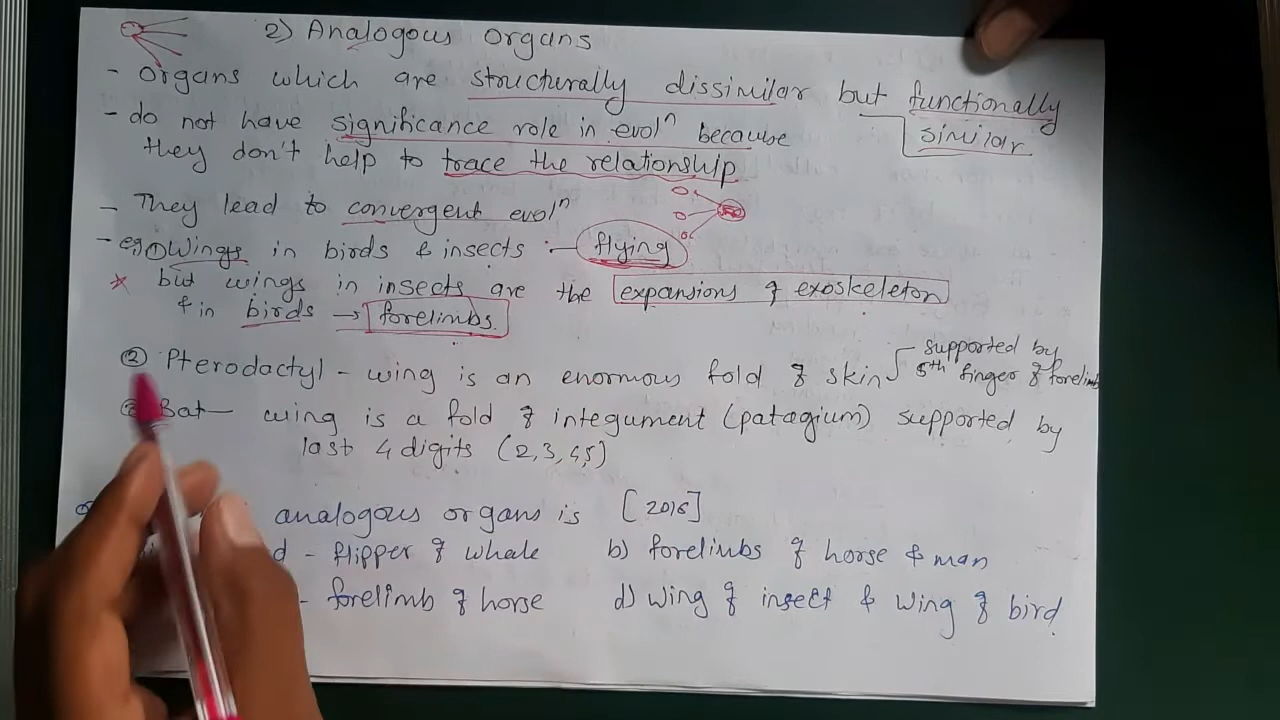 2) Analogous Organs
- Organs which are structurally dissimilar but functionally similar
- do not have significance role in evolⁿ because
they don't help to trace the relationship
- They lead to convergent evolⁿ
- eg ① Wings in birds & insects :- flying
* but wings in insects are the expansions of exoskeleton
& in birds → forelimbs.
② Pterodactyl - wing is an enormous fold of skin supported by
5th finger of forelimb
Bat - wing is a fold of integument (patagium) supported by
last 4 digits (2,3,4,5)
analogous organs is [2016]
- flipper of whale b) forelimbs of horse & man
- forelimb of horse d) wing of insect & wing of bird